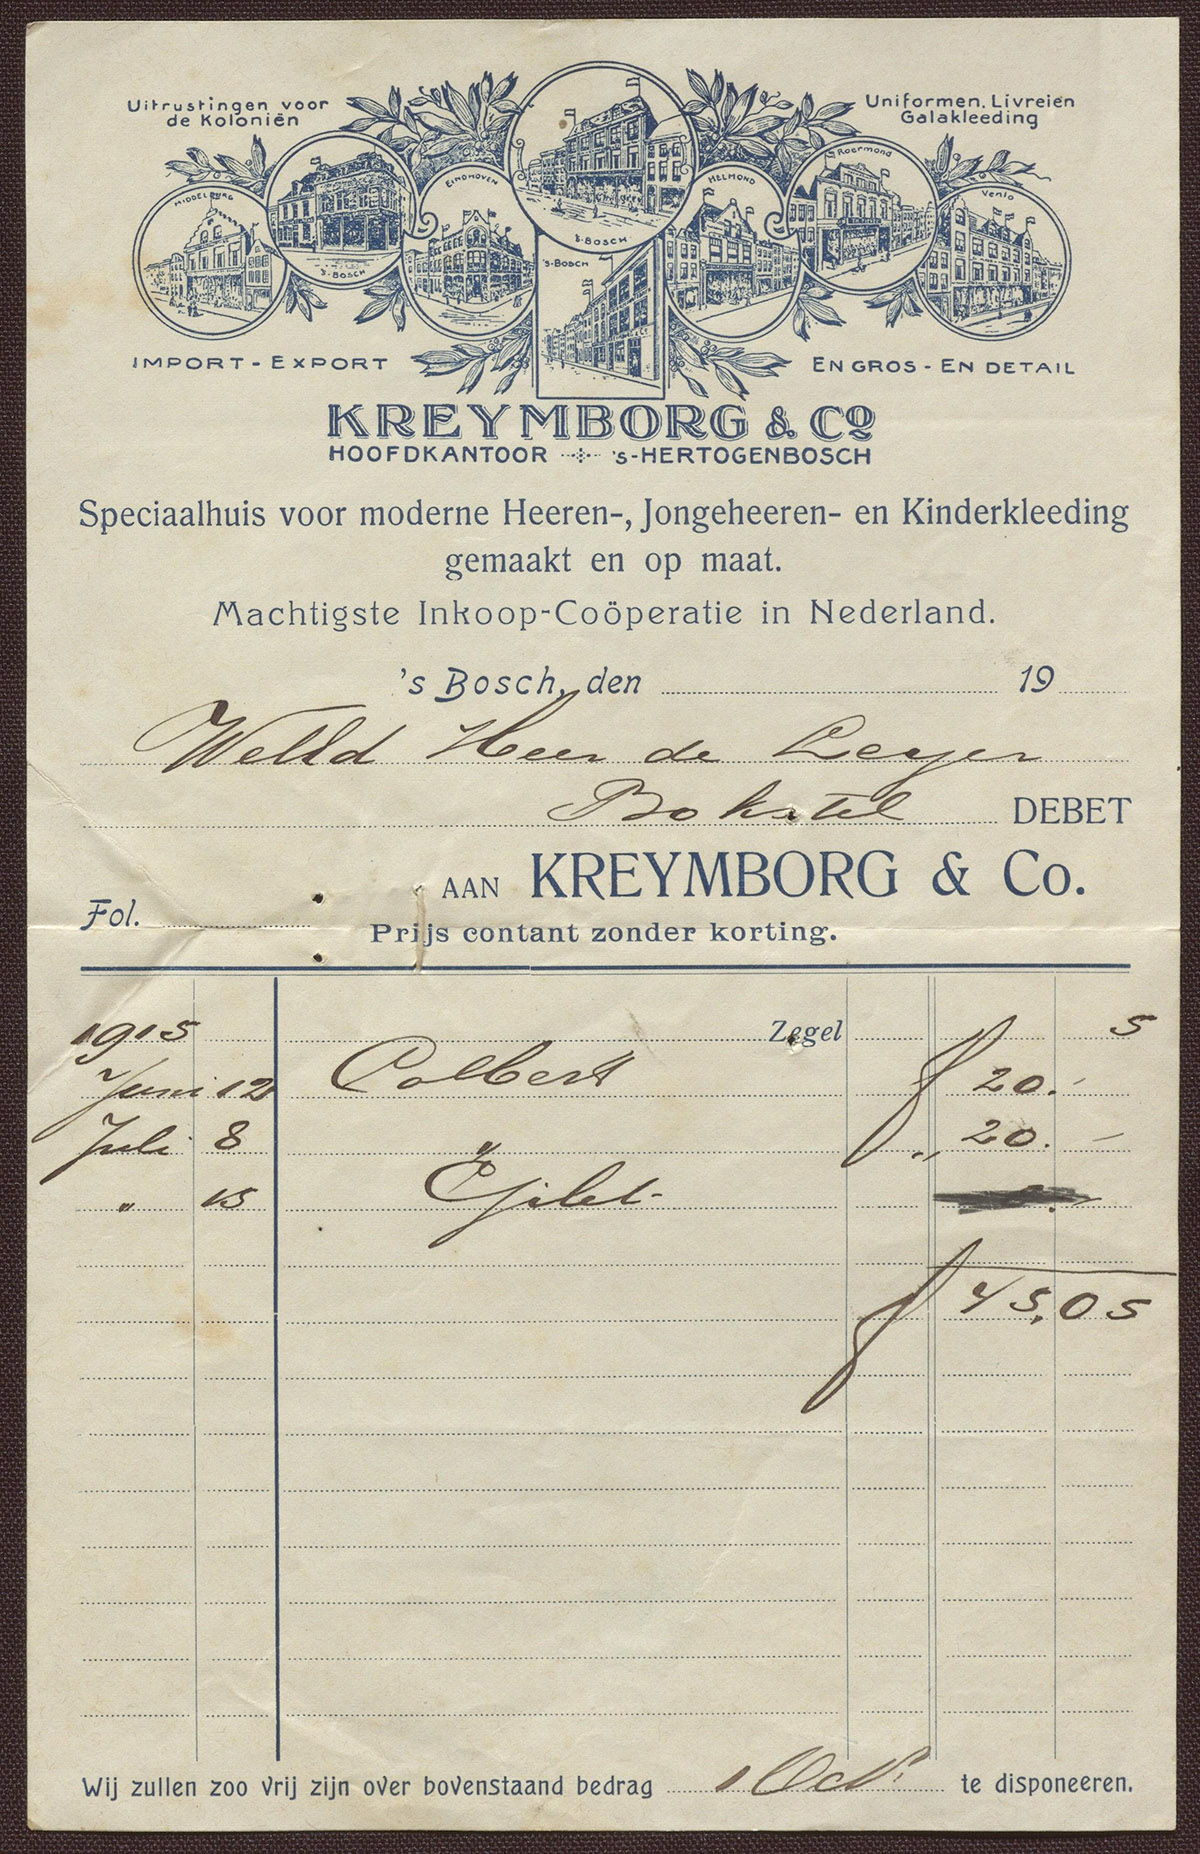 Uitrustingen voor
de Koloniën
Uniformen, Livreien
Galakleeding
MIDDELBURG
's-BOSCH
EINDHOVEN
's-BOSCH
's-BOSCH
HELMOND
Roermond
Venlo
IMPORT - EXPORT
EN GROS - EN DETAIL
KREYMBORG & Co
HOOFDKANTOOR 's-HERTOGENBOSCH
Speciaalhuis voor moderne Heeren-, Jongeheeren- en Kinderkleeding
gemaakt en op maat.
Machtigste Inkoop-Coöperatie in Nederland.
's Bosch, den 19
Heer de Leyer
DEBET
AAN KREYMBORG & Co.
Fol.
Prijs contant zonder korting.
1915 Zegel 5
Juni 12 Colbert f 20.-
Juli 8 " " 20. -
" 15 Gilet
f 45,05
Wij zullen zoo vrij zijn over bovenstaand bedrag 1 Oct. te disponeeren.